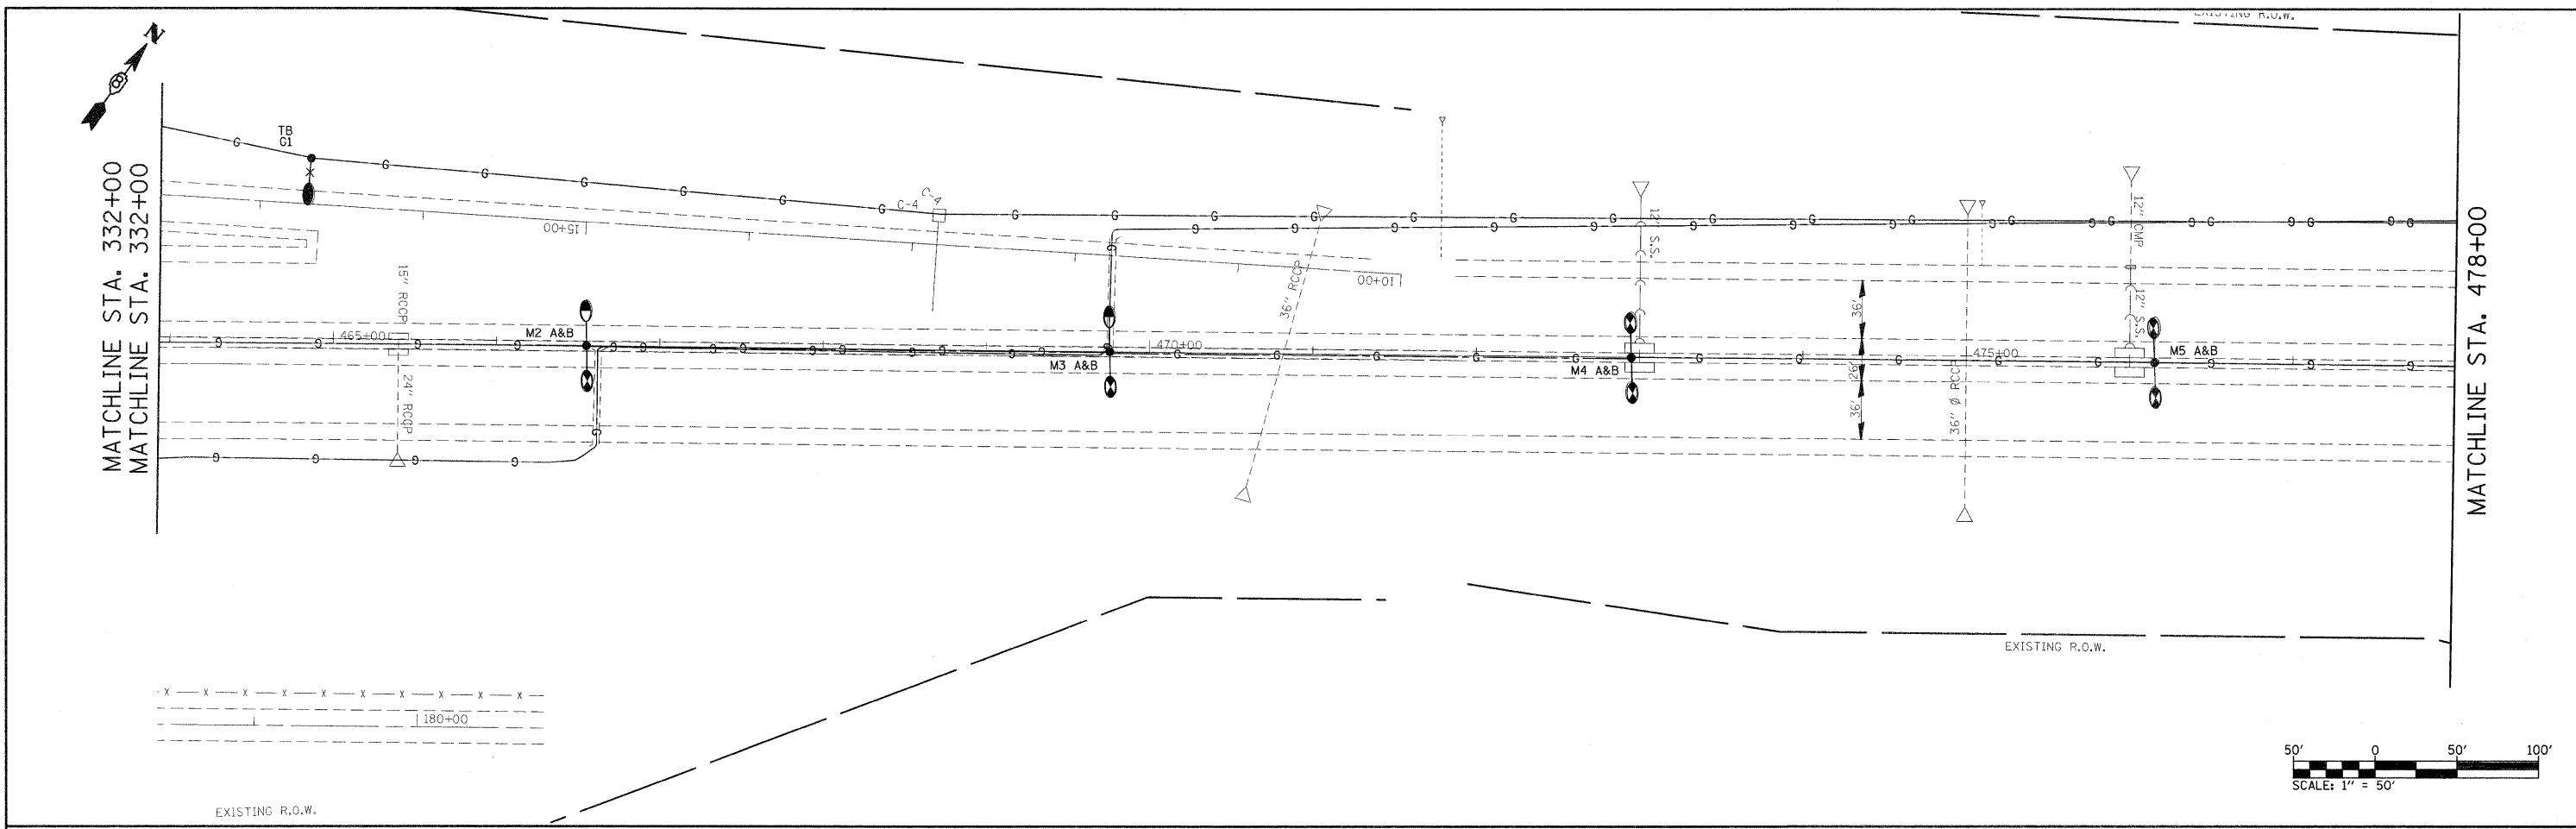 EXISTING R.O.W.
N
8
TB
G1
MATCHLINE STA. 332+00
MATCHLINE STA. 332+00
C-4
C-4
15+00
10+00
12" S.S.
12" CMP
12" S.S.
15" RCCP
24" RCCP
36" RCCP
36" Ø RCCP
465+00
M2 A&B
M3 A&B
470+00
M4 A&B
36'
26'
36'
475+00
M5 A&B
MATCHLINE STA. 478+00
G G G G G G G G G G G G G G G G G G G G
EXISTING R.O.W.
180+00
X X X X X X X X X X
EXISTING R.O.W.
50' 0 50' 100'
SCALE: 1" = 50'